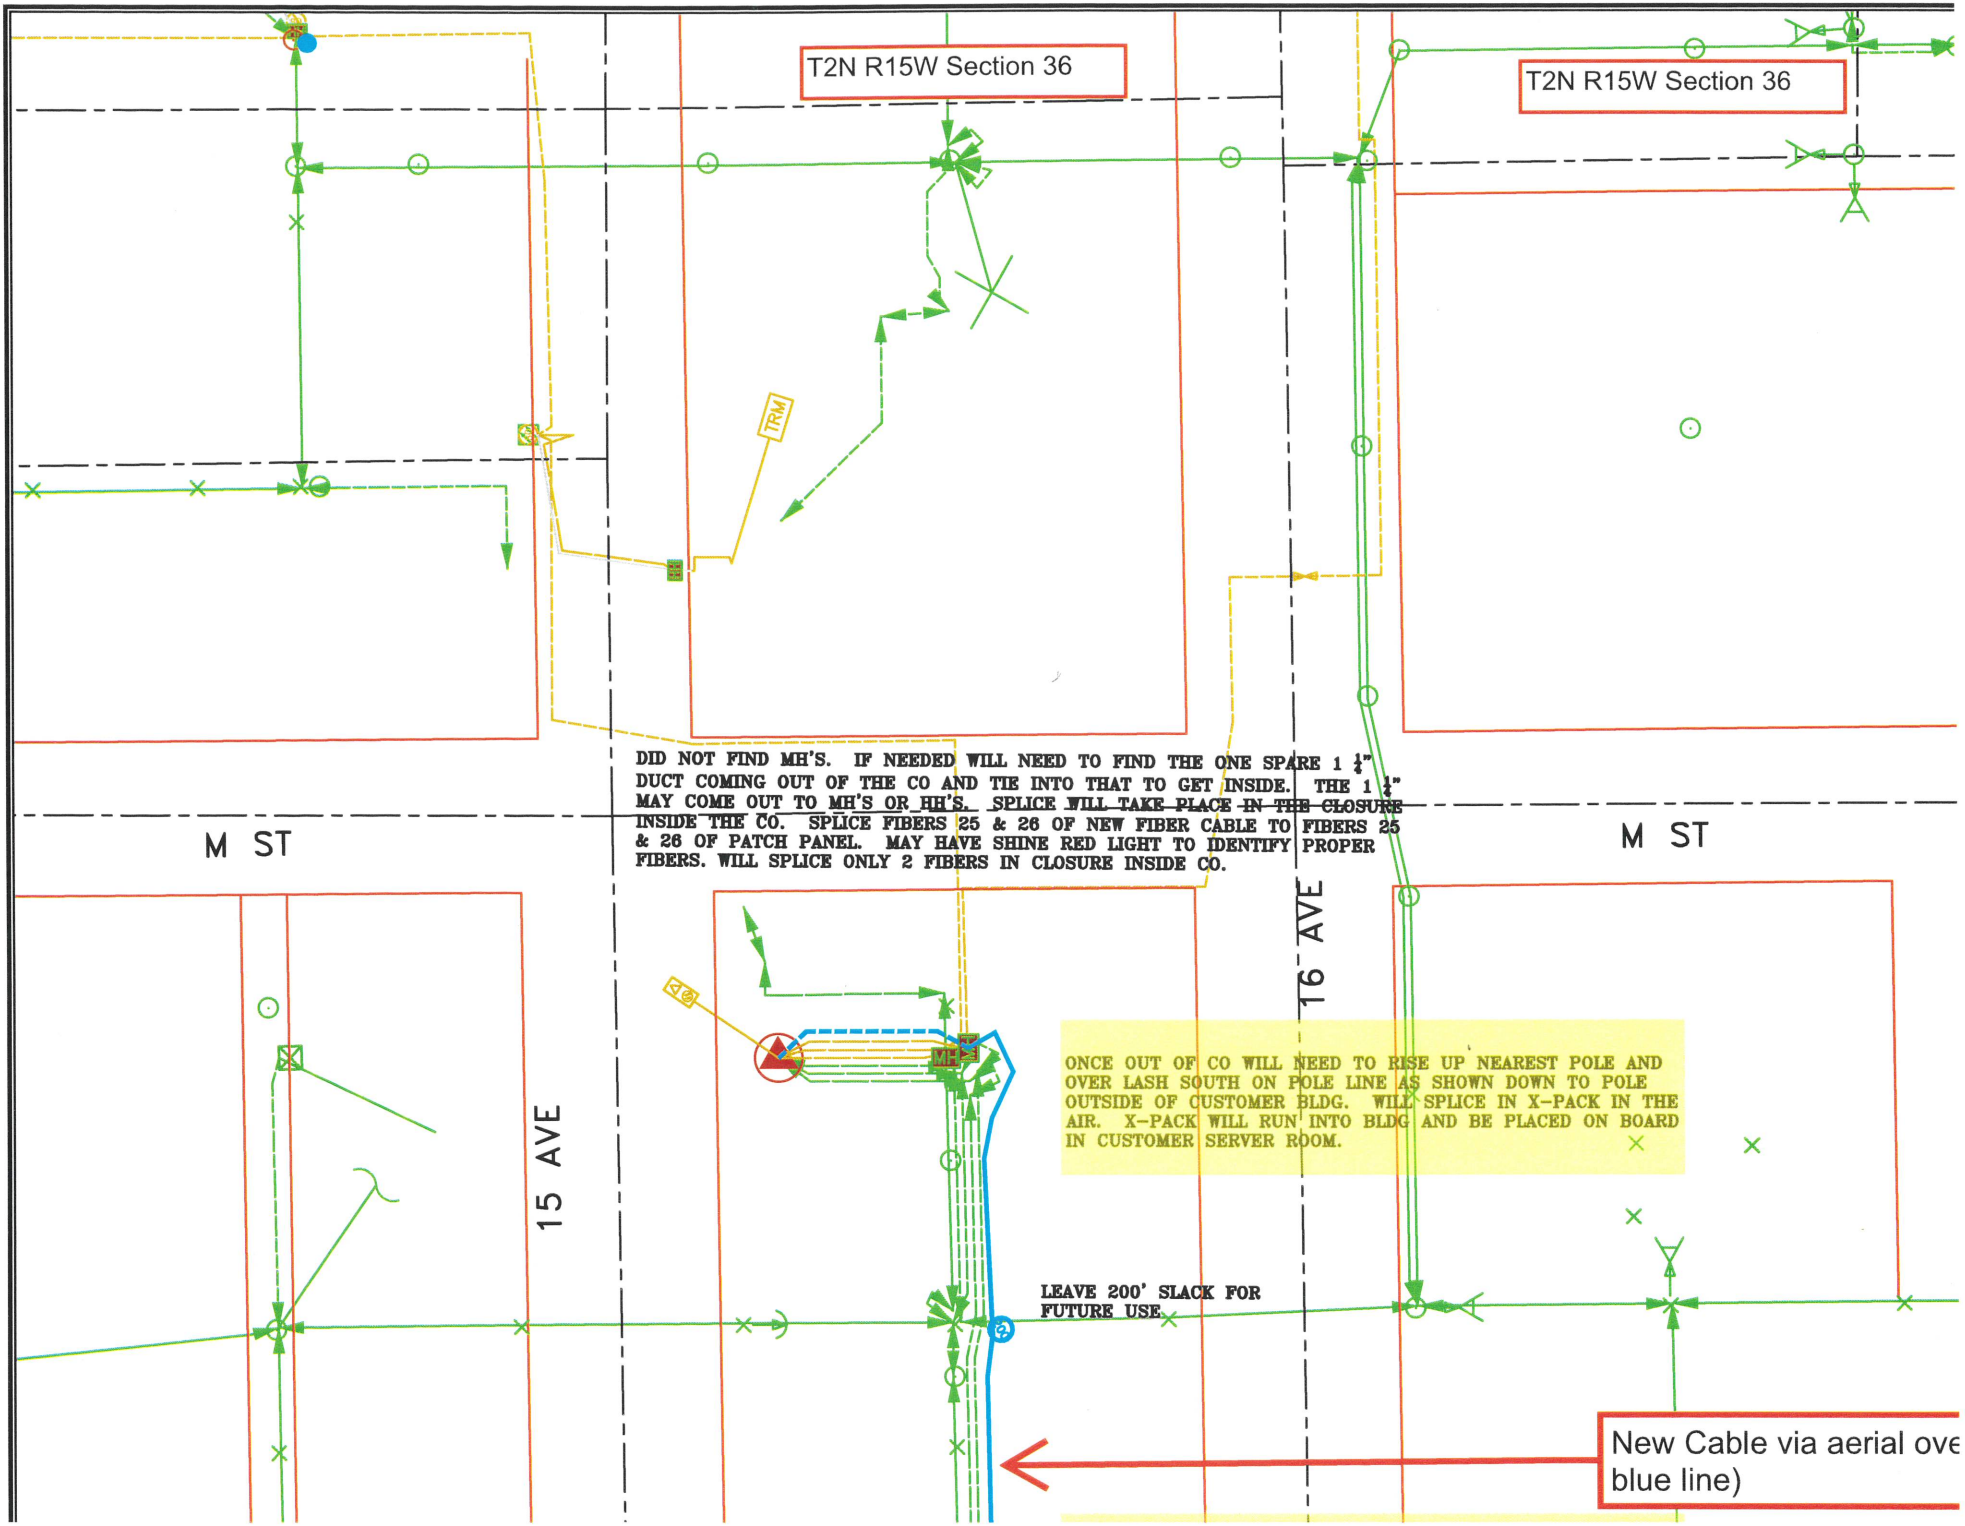 T2N R15W Section 36
T2N R15W Section 36
TRM
DID NOT FIND MH'S. IF NEEDED WILL NEED TO FIND THE ONE SPARE 1 ¼"
DUCT COMING OUT OF THE CO AND TIE INTO THAT TO GET INSIDE. THE 1 ¼"
MAY COME OUT TO MH'S OR HH'S. SPLICE WILL TAKE PLACE IN THE CLOSURE
INSIDE THE CO. SPLICE FIBERS 25 & 26 OF NEW FIBER CABLE TO FIBERS 25
& 26 OF PATCH PANEL. MAY HAVE SHINE RED LIGHT TO IDENTIFY PROPER
FIBERS. WILL SPLICE ONLY 2 FIBERS IN CLOSURE INSIDE CO.
M ST
M ST
16 AVE
15 AVE
MH
ONCE OUT OF CO WILL NEED TO RISE UP NEAREST POLE AND
OVER LASH SOUTH ON POLE LINE AS SHOWN DOWN TO POLE
OUTSIDE OF CUSTOMER BLDG. WILL SPLICE IN X-PACK IN THE
AIR. X-PACK WILL RUN INTO BLDG AND BE PLACED ON BOARD
IN CUSTOMER SERVER ROOM.
LEAVE 200' SLACK FOR
FUTURE USE
New Cable via aerial ove
blue line)